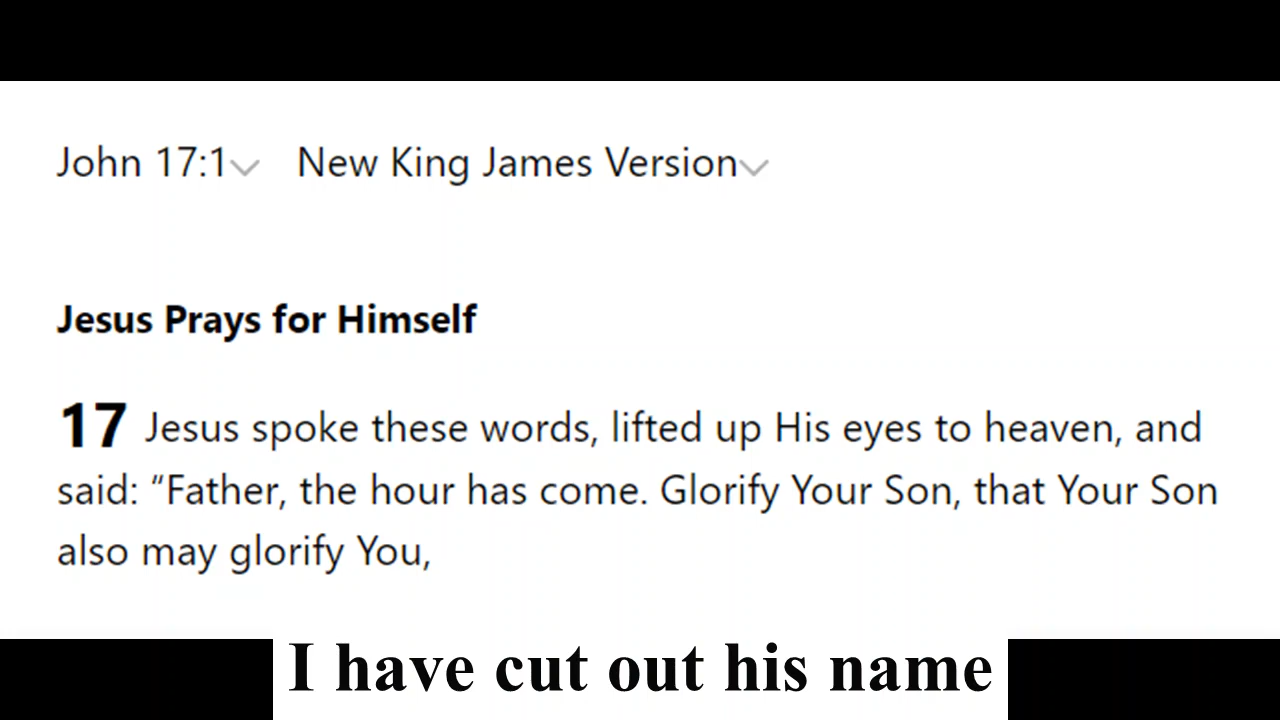 John 17:1 New King James Version
Jesus Prays for Himself
17 Jesus spoke these words, lifted up His eyes to heaven, and
said: “Father, the hour has come. Glorify Your Son, that Your Son
also may glorify You,
I have cut out his name